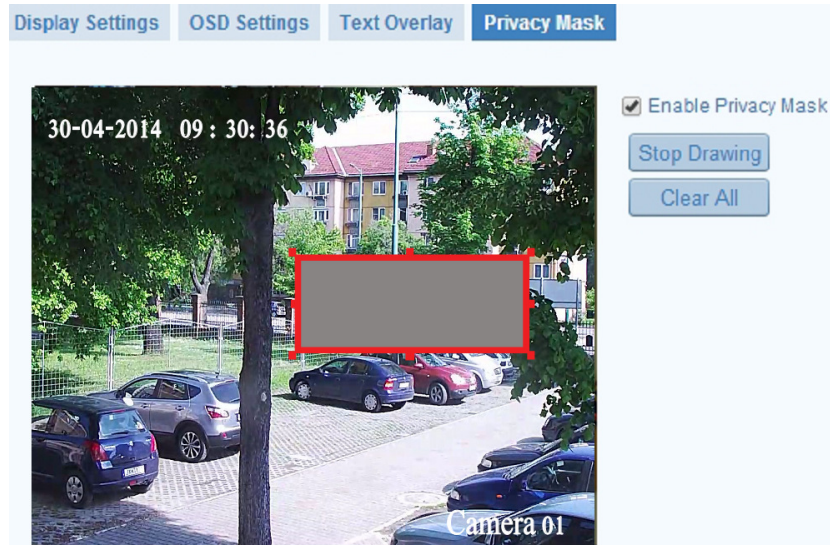 Display Settings OSD Settings Text Overlay Privacy Mask
Enable Privacy Mask
30-04-2014 09 : 30: 36
Stop Drawing
Clear All
Camera 01